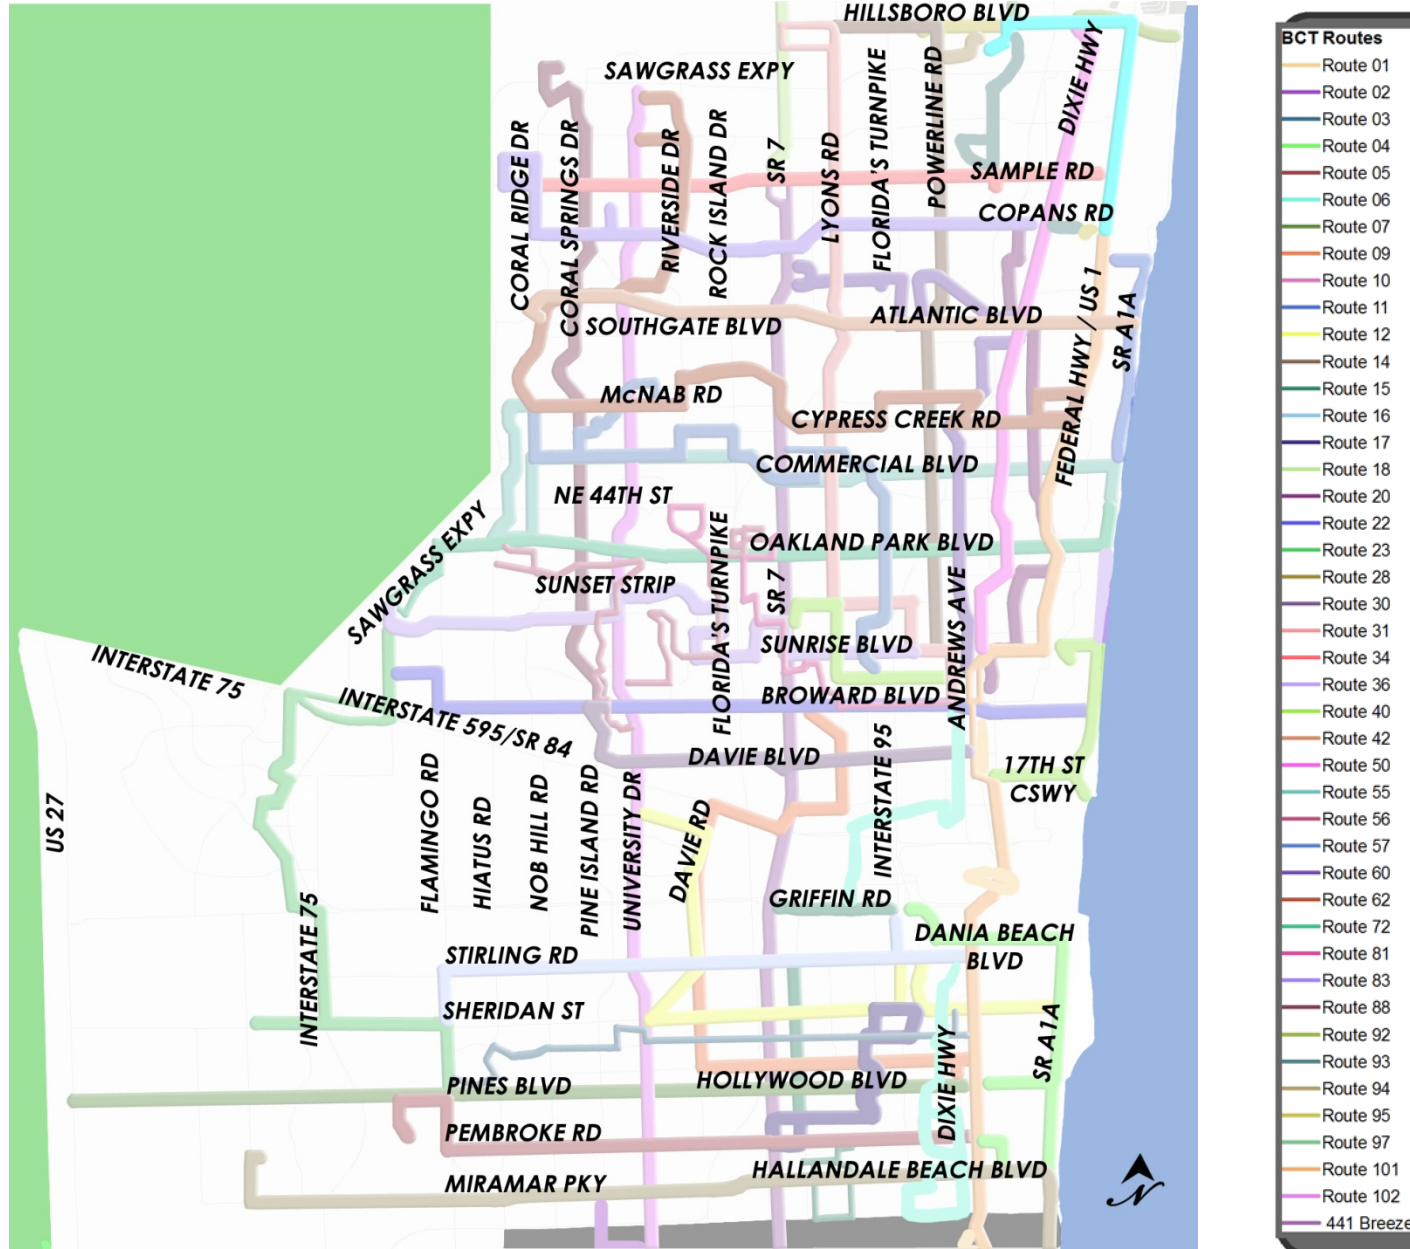 HILLSBORO BLVD
SAWGRASS EXPY
DIXIE HWY
FLORIDA'S TURNPIKE
POWERLINE RD
CORAL RIDGE DR
CORAL SPRINGS DR
RIVERSIDE DR
ROCK ISLAND DR
SR 7
LYONS RD
SAMPLE RD
COPANS RD
FEDERAL HWY / US 1
SR A1A
SOUTHGATE BLVD
ATLANTIC BLVD
McNAB RD
CYPRESS CREEK RD
COMMERCIAL BLVD
NE 44TH ST
SAWGRASS EXPY
FLORIDA'S TURNPIKE
OAKLAND PARK BLVD
SUNSET STRIP
SR 7
ANDREWS AVE
SUNRISE BLVD
INTERSTATE 75
INTERSTATE 595/SR 84
BROWARD BLVD
DAVIE BLVD
17TH ST
CSWY
US 27
FLAMINGO RD
HIATUS RD
NOB HILL RD
PINE ISLAND RD
UNIVERSITY DR
DAVIE RD
INTERSTATE 95
GRIFFIN RD
INTERSTATE 75
DANIA BEACH
BLVD
STIRLING RD
SHERIDAN ST
DIXIE HWY
SR A1A
PINES BLVD
HOLLYWOOD BLVD
PEMBROKE RD
HALLANDALE BEACH BLVD
MIRAMAR PKY
N
BCT Routes
Route 01
Route 02
Route 03
Route 04
Route 05
Route 06
Route 07
Route 09
Route 10
Route 11
Route 12
Route 14
Route 15
Route 16
Route 17
Route 18
Route 20
Route 22
Route 23
Route 28
Route 30
Route 31
Route 34
Route 36
Route 40
Route 42
Route 50
Route 55
Route 56
Route 57
Route 60
Route 62
Route 72
Route 81
Route 83
Route 88
Route 92
Route 93
Route 94
Route 95
Route 97
Route 101
Route 102
441 Breeze